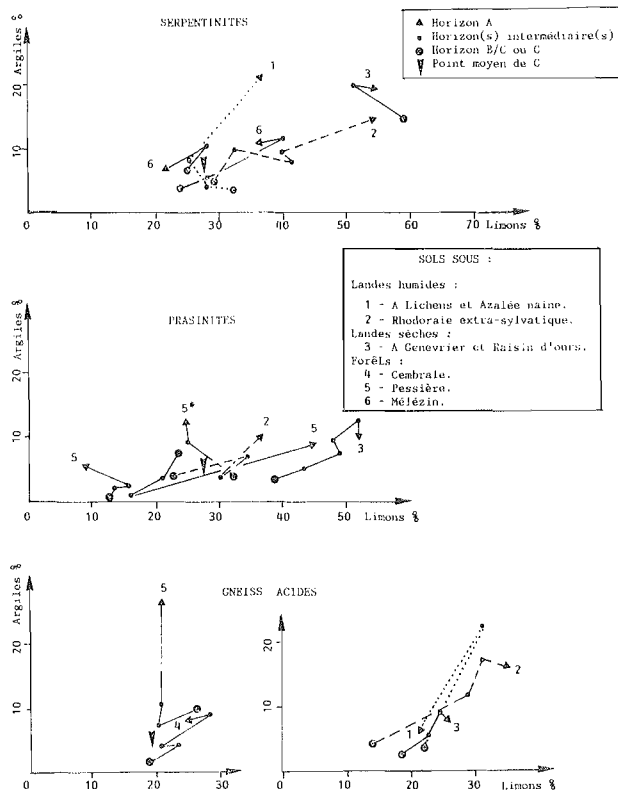 SERPENTINITES
Horizon A
Horizon(s) intermédiaire(s)
Horizon B/C ou C
Point moyen de C
Argiles %
20
10
1
3
2
6
6
0 10 20 30 40 50 60 70 Limons %
SOLS SOUS :
Landes humides :
1 - A Lichens et Azalée naine.
2 - Rhodoraie extra-sylvatique.
Landes sèches :
3 - A Genévrier et Raisin d'ours.
Forêts :
4 - Cembraie.
5 - Pessière.
6 - Mélézin.
PRASINITES
Argiles %
20
10
5
5*
2
5
3
0 10 20 30 40 50 Limons %
GNEISS ACIDES
Argiles %
20
10
5
4
0 10 20 30
20
10
1
2
3
0 10 20 30 Limons %